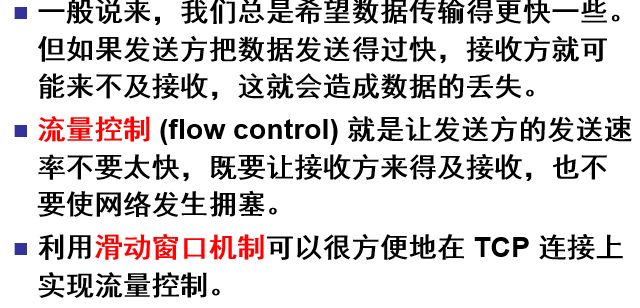 一般说来，我们总是希望数据传输得更快一些。
但如果发送方把数据发送得过快，接收方就可
能来不及接收，这就会造成数据的丢失。
流量控制 (flow control) 就是让发送方的发送速
率不要太快，既要让接收方来得及接收，也不
要使网络发生拥塞。
利用滑动窗口机制可以很方便地在 TCP 连接上
实现流量控制。